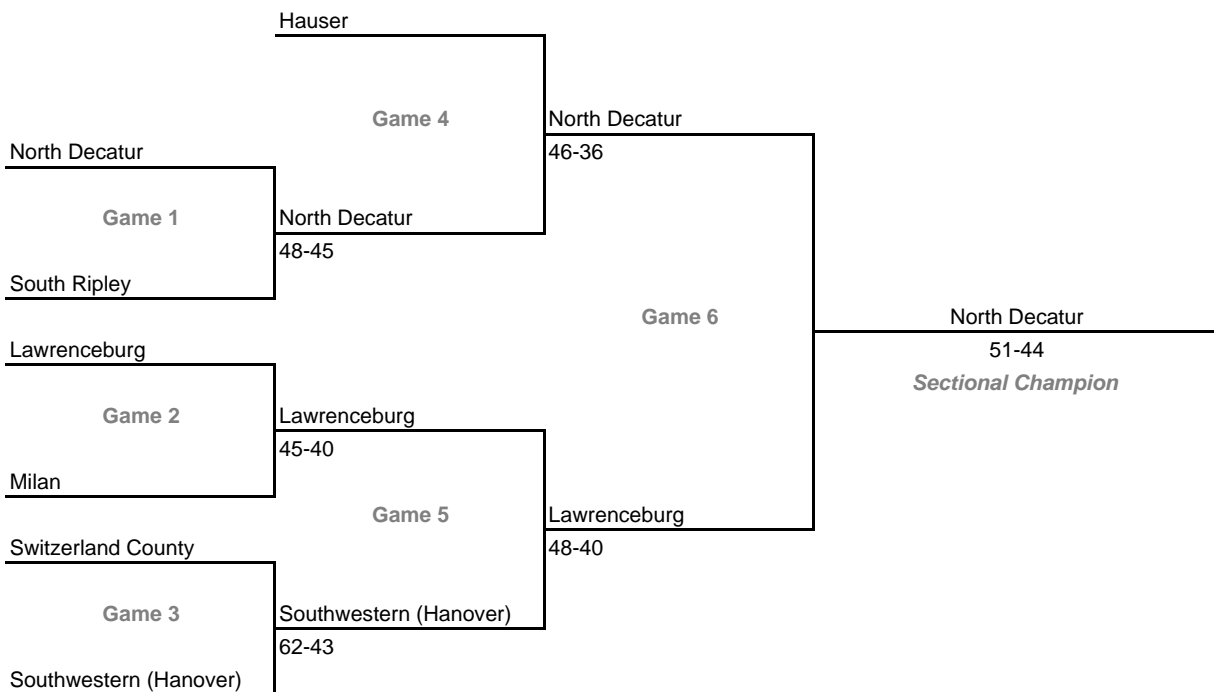 Hauser
Game 4
North Decatur
North Decatur
46-36
Game 1
North Decatur
48-45
South Ripley
Game 6
North Decatur
Lawrenceburg
51-44
Sectional Champion
Game 2
Lawrenceburg
45-40
Milan
Game 5
Lawrenceburg
Switzerland County
48-40
Game 3
Southwestern (Hanover)
62-43
Southwestern (Hanover)